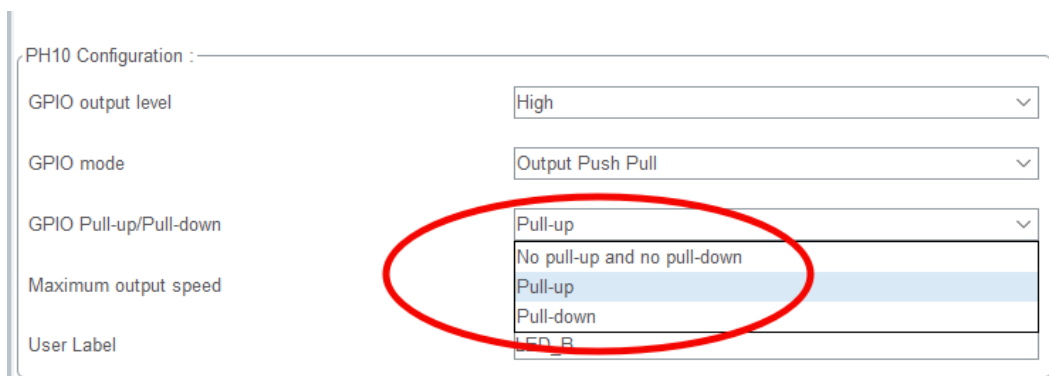 PH10 Configuration :
GPIO output level High
GPIO mode Output Push Pull
GPIO Pull-up/Pull-down Pull-up
No pull-up and no pull-down
Maximum output speed Pull-up
Pull-down
User Label LED_B